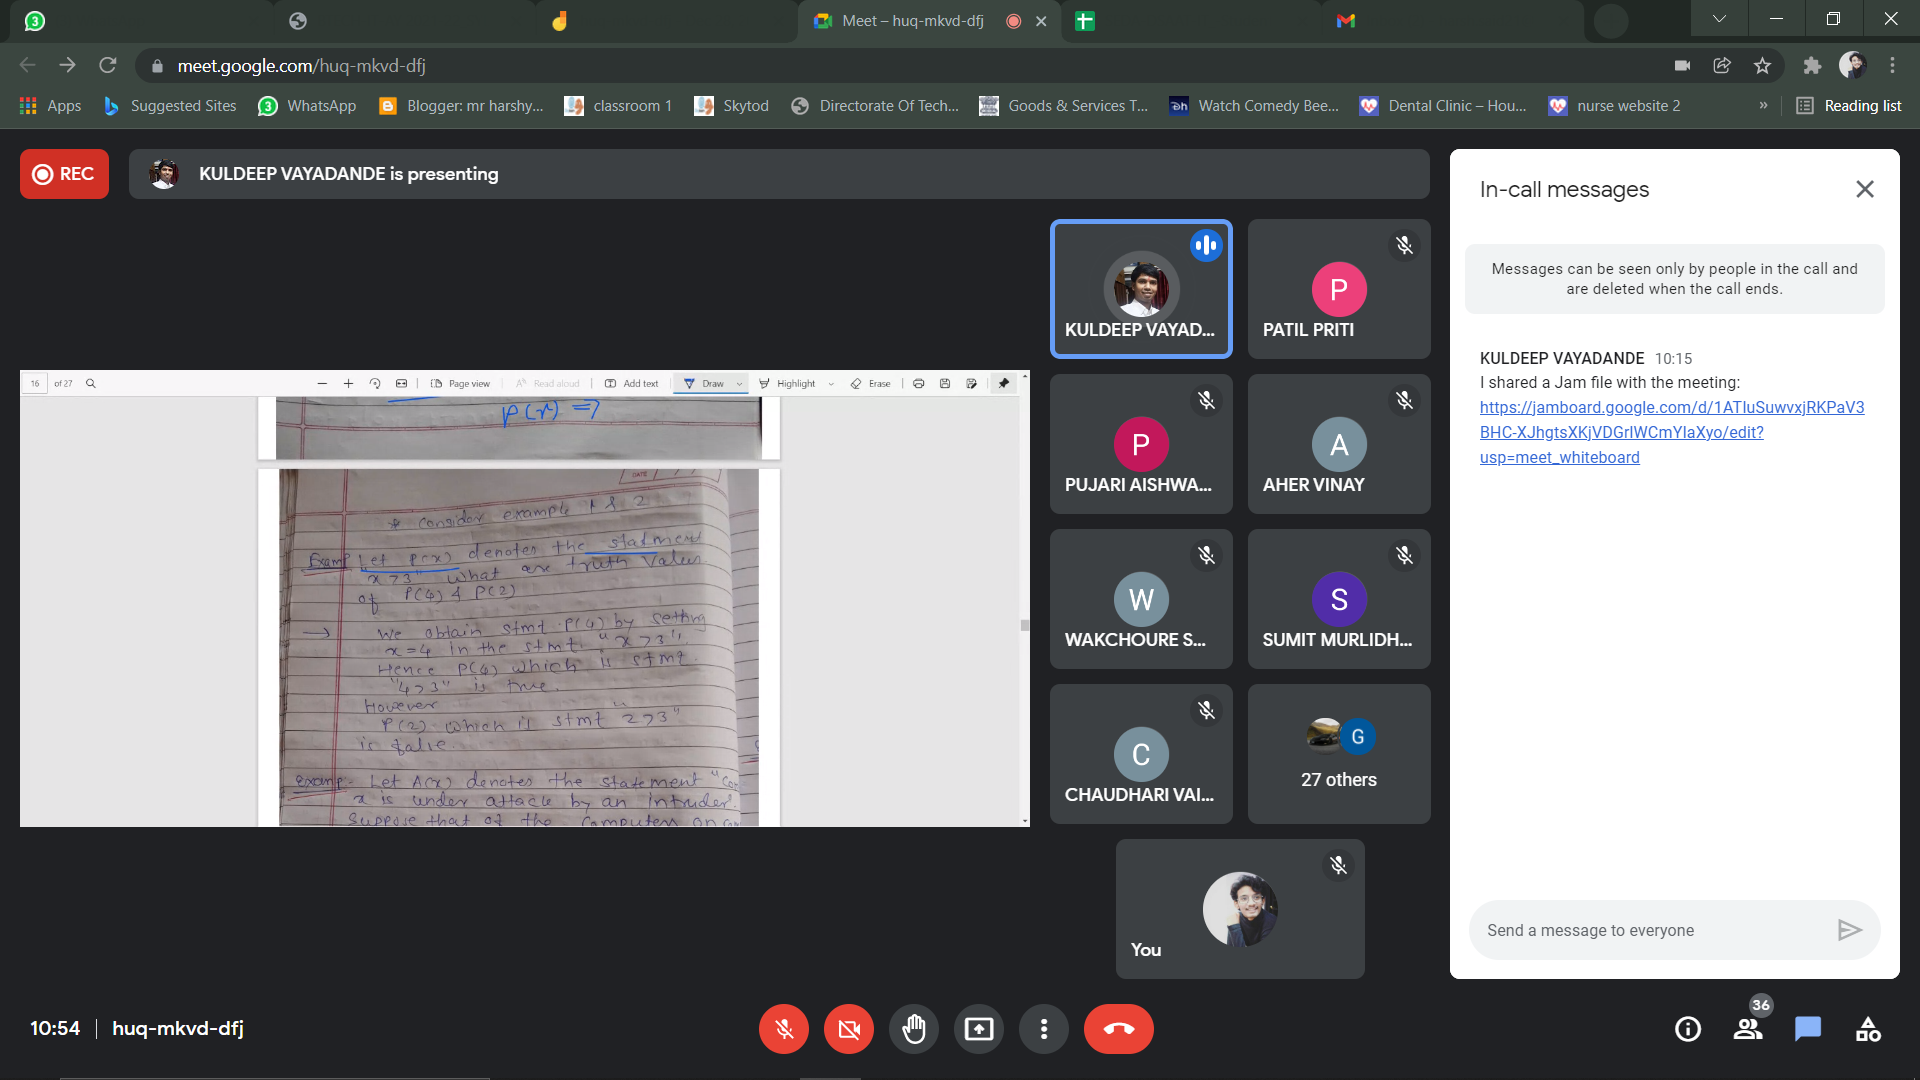 3
Meet – huq-mkvd-dfj
meet.google.com/huq-mkvd-dfj
Apps
Suggested Sites
3
WhatsApp
Blogger: mr harshy...
classroom 1
Skytod
Directorate Of Tech...
Goods & Services T...
Watch Comedy Bee...
Dental Clinic – Hou...
nurse website 2
»
Reading list
REC
KULDEEP VAYADANDE is presenting
16 of 27
Page view
Read aloud
Add text
Draw
Highlight
Erase
P(x) =>
DATE
* Consider example 1 & 2
Examp Let P(x) denotes the statment
"x>3" What are truth Values
of P(4) & P(2)
→ We obtain stmt P(4) by setting
x=4 in the stmt "x>3".
Hence P(4) which is stmt
"4>3" is true.
However
P(2) which is stmt "2>3"
is false.
Examp- Let A(x) denotes the statement "Com
x is under attack by an intruder.
Suppose that of the computers on
KULDEEP VAYAD...
P
PATIL PRITI
P
PUJARI AISHWA...
A
AHER VINAY
W
WAKCHOURE S...
S
SUMIT MURLIDH...
C
CHAUDHARI VAI...
G
27 others
You
In-call messages
Messages can be seen only by people in the call and
are deleted when the call ends.
KULDEEP VAYADANDE 10:15
I shared a Jam file with the meeting:
https://jamboard.google.com/d/1ATIuSuwvxjRKPaV3
BHC-XJhgtsXKjVDGrlWCmYlaXyo/edit?
usp=meet_whiteboard
Send a message to everyone
10:54
huq-mkvd-dfj
36